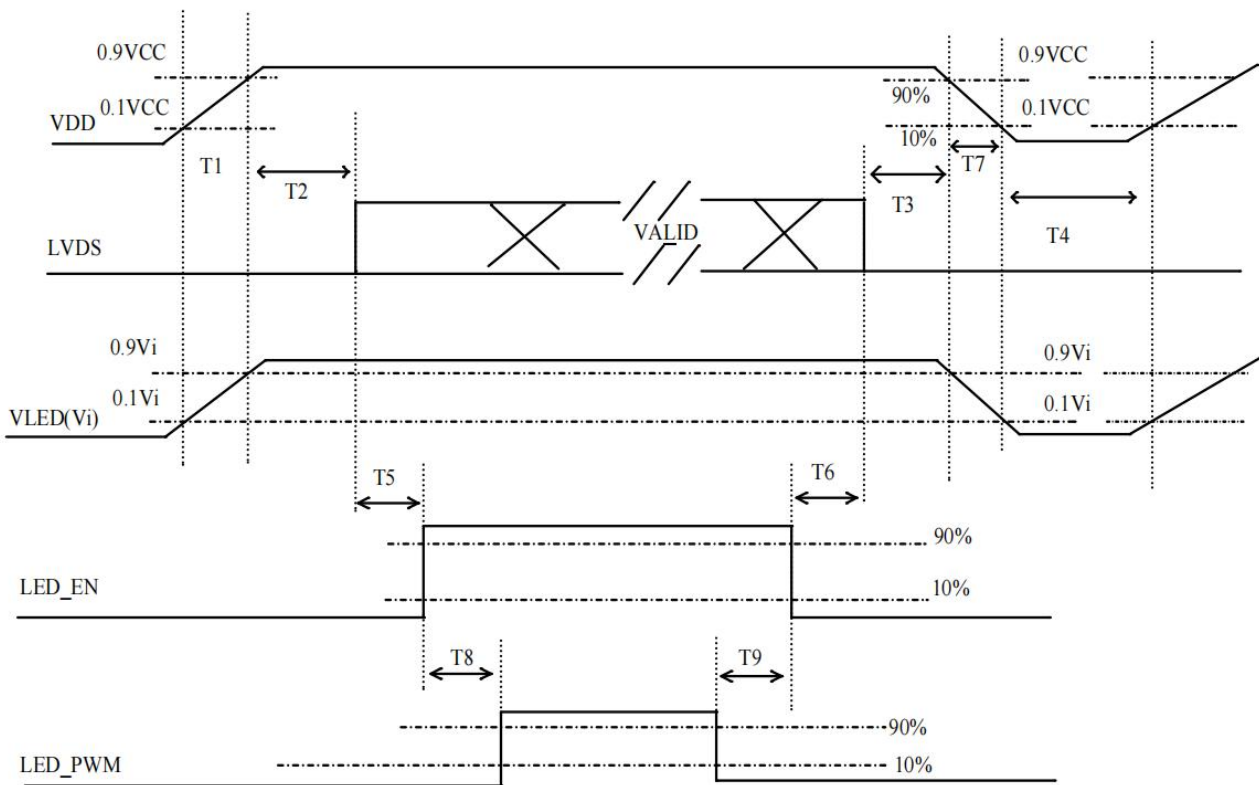 0.9VCC
0.9VCC
90%
0.1VCC
0.1VCC
VDD
10%
T1
T7
T2
T3
T4
LVDS
VALID
0.9Vi
0.9Vi
0.1Vi
0.1Vi
VLED(Vi)
T5
T6
90%
LED_EN
10%
T8
T9
90%
LED_PWM
10%